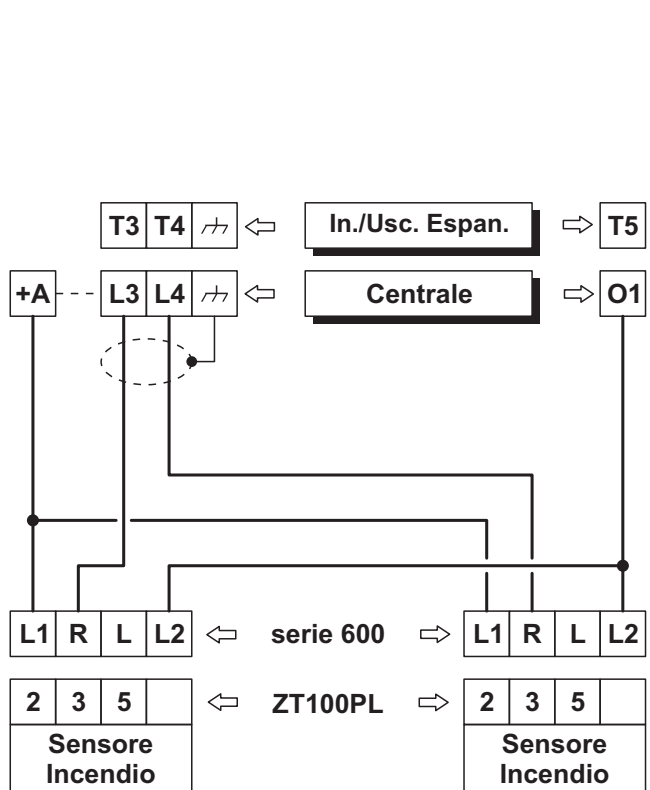 T3 T4 In./Usc. Espan. T5
+A L3 L4 Centrale O1
L1 R L L2 serie 600 L1 R L L2
2 3 5 ZT100PL 2 3 5
Sensore Sensore
Incendio Incendio